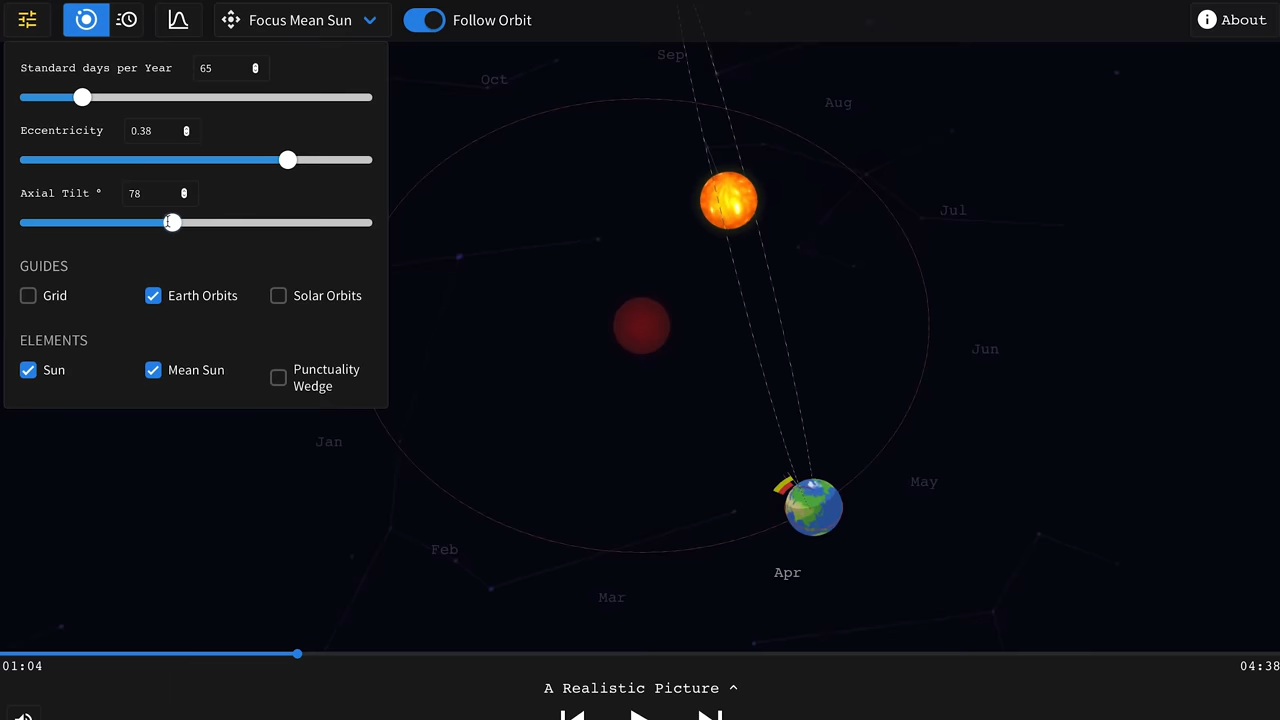 Focus Mean Sun
Follow Orbit
About
Standard days per Year 65
Eccentricity 0.38
Axial Tilt ° 78
GUIDES
Grid
Earth Orbits
Solar Orbits
ELEMENTS
Sun
Mean Sun
Punctuality
Wedge
Sep
Oct
Aug
Jul
Jun
Jan
May
Feb
Apr
Mar
01:04
04:38
A Realistic Picture ^